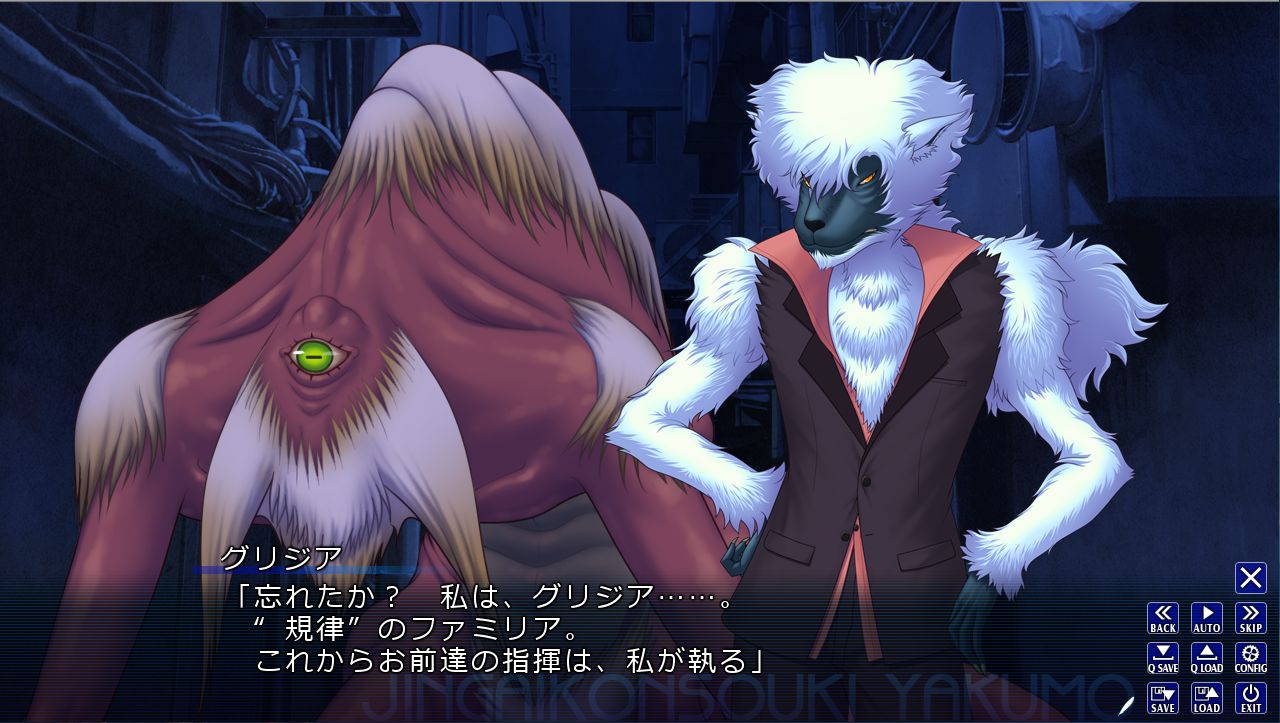 グリジア
「忘れたか？　私は、グリジア……。
“規律”のファミリア。
これからお前達の指揮は、私が執る」
JINGAIKONSOUKI YAKUMO
BACK AUTO SKIP
Q SAVE Q LOAD CONFIG
SAVE LOAD EXIT